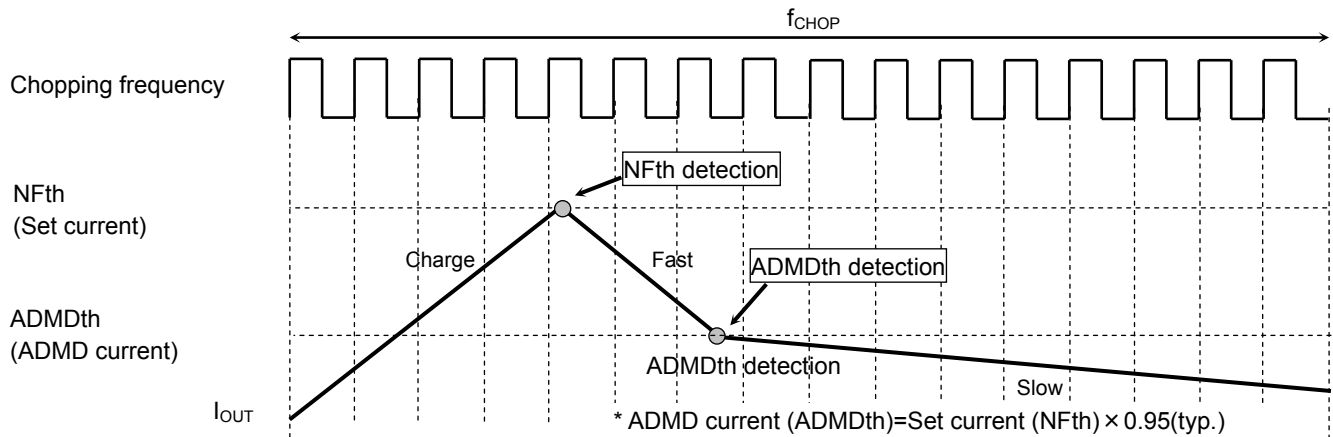 fCHOP
Chopping frequency
NFth detection
NFth
(Set current)
Charge
Fast
ADMDth detection
ADMDth
(ADMD current)
ADMDth detection
Slow
IOUT
* ADMD current (ADMDth)=Set current (NFth)×0.95(typ.)